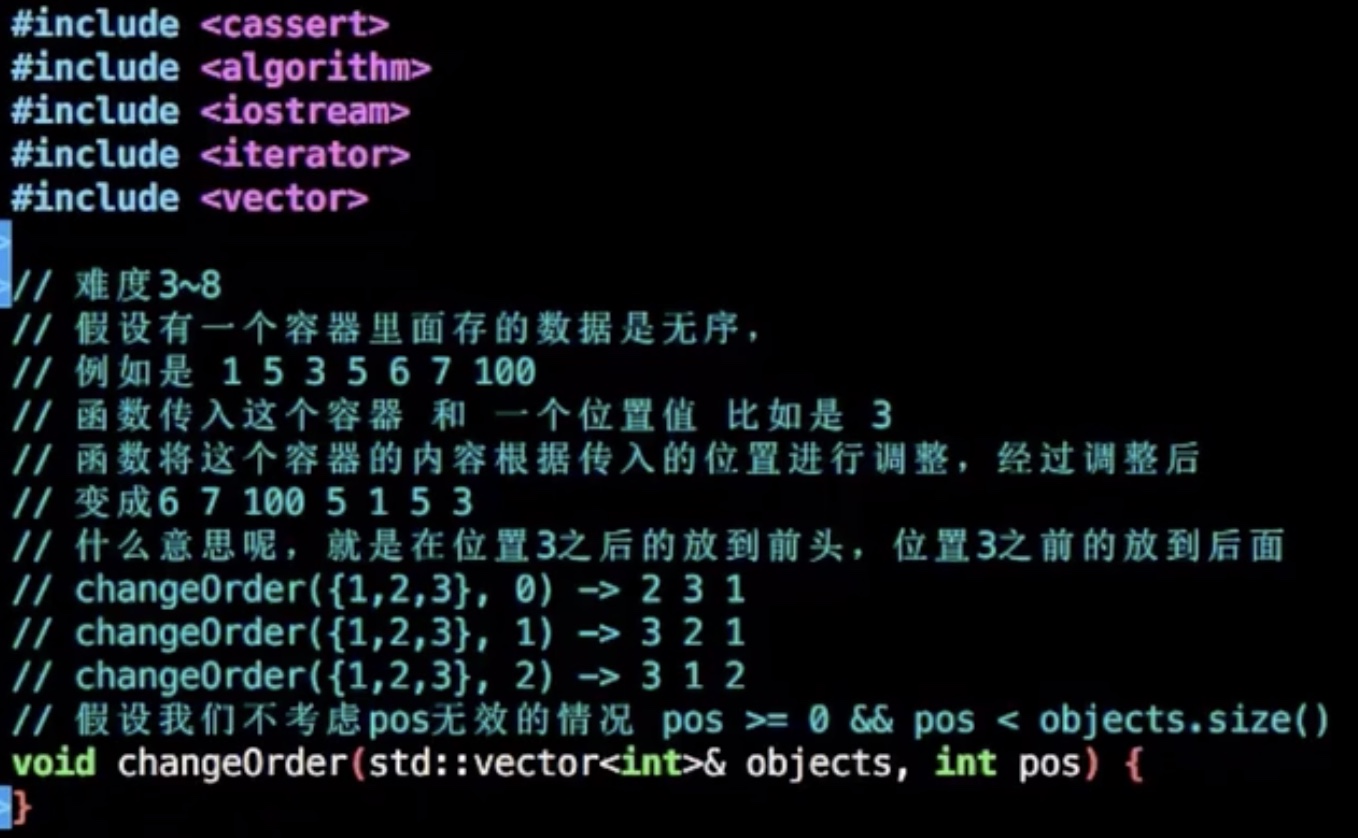 #include <cassert>
#include <algorithm>
#include <iostream>
#include <iterator>
#include <vector>
// 难度3~8
// 假设有一个容器里面存的数据是无序，
// 例如是 1 5 3 5 6 7 100
// 函数传入这个容器 和 一个位置值 比如是 3
// 函数将这个容器的内容根据传入的位置进行调整，经过调整后
// 变成6 7 100 5 1 5 3
// 什么意思呢，就是在位置3之后的放到前头，位置3之前的放到后面
// changeOrder({1,2,3}, 0) -> 2 3 1
// changeOrder({1,2,3}, 1) -> 3 2 1
// changeOrder({1,2,3}, 2) -> 3 1 2
// 假设我们不考虑pos无效的情况 pos >= 0 && pos < objects.size()
void changeOrder(std::vector<int>& objects, int pos) {
}